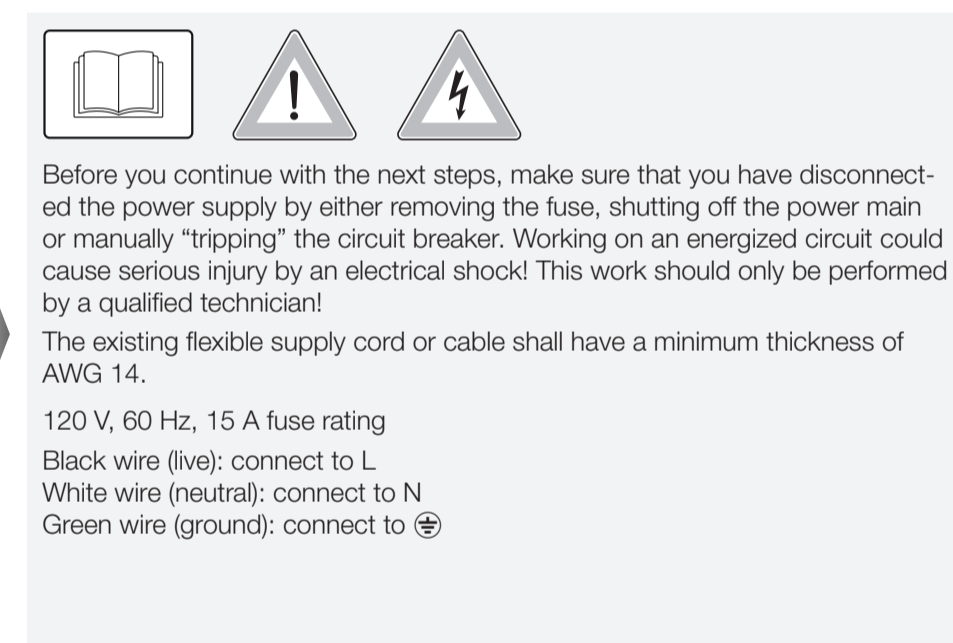 Before you continue with the next steps, make sure that you have disconnect-
ed the power supply by either removing the fuse, shutting off the power main
or manually “tripping” the circuit breaker. Working on an energized circuit could
cause serious injury by an electrical shock! This work should only be performed
by a qualified technician!
The existing flexible supply cord or cable shall have a minimum thickness of
AWG 14.
120 V, 60 Hz, 15 A fuse rating
Black wire (live): connect to L
White wire (neutral): connect to N
Green wire (ground): connect to ⏚